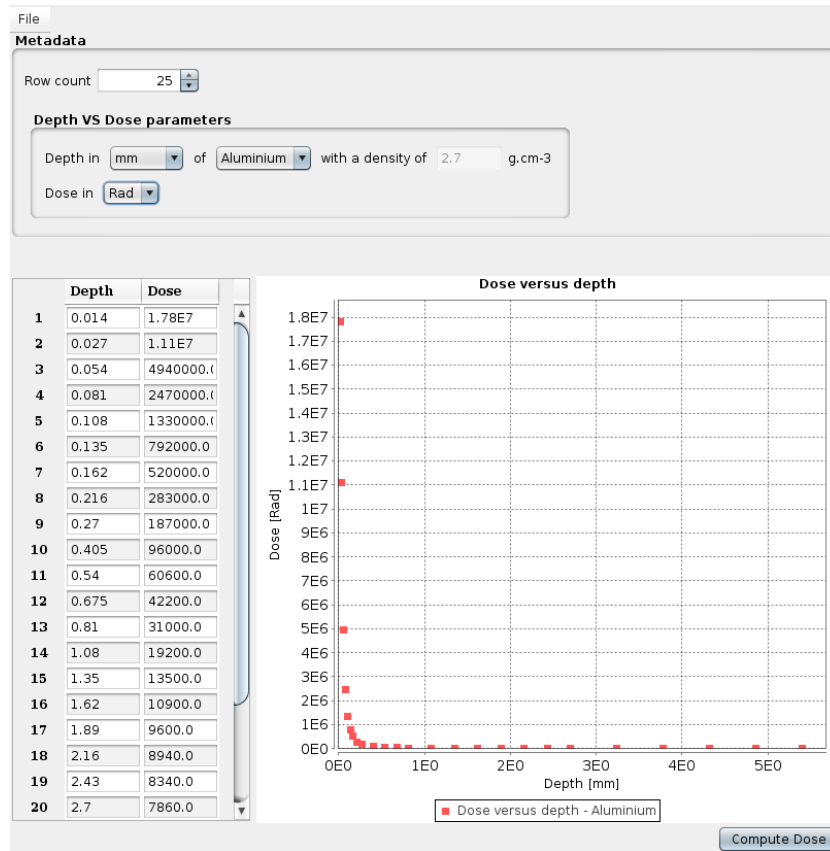 File
Metadata
Row count 25
Depth VS Dose parameters
Depth in mm of Aluminium with a density of 2.7 g.cm-3
Dose in Rad
Depth Dose
1 0.014 1.78E7
2 0.027 1.11E7
3 0.054 4940000.(
4 0.081 2470000.(
5 0.108 1330000.(
6 0.135 792000.0
7 0.162 520000.0
8 0.216 283000.0
9 0.27 187000.0
10 0.405 96000.0
11 0.54 60600.0
12 0.675 42200.0
13 0.81 31000.0
14 1.08 19200.0
15 1.35 13500.0
16 1.62 10900.0
17 1.89 9600.0
18 2.16 8940.0
19 2.43 8340.0
20 2.7 7860.0
Dose versus depth
Dose [Rad]
1.8E7
1.7E7
1.6E7
1.5E7
1.4E7
1.3E7
1.2E7
1.1E7
1E7
9E6
8E6
7E6
6E6
5E6
4E6
3E6
2E6
1E6
0E0
0E0 1E0 2E0 3E0 4E0 5E0
Depth [mm]
Dose versus depth - Aluminium
Compute Dose